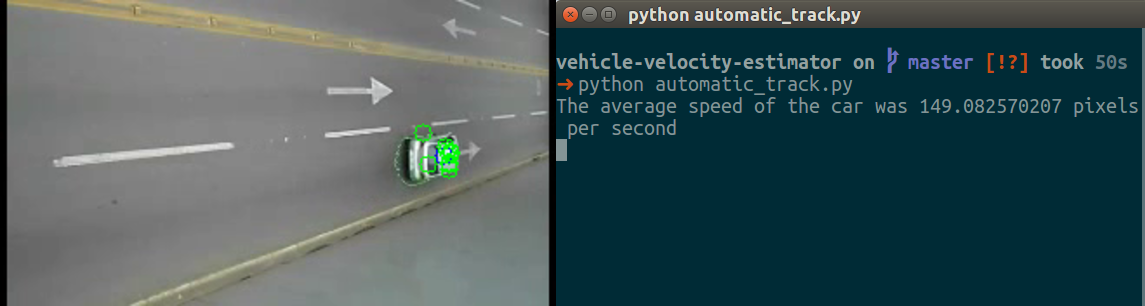 python automatic_track.py
vehicle-velocity-estimator on master [!?] took 50s
➜ python automatic_track.py
The average speed of the car was 149.082570207 pixels
per second